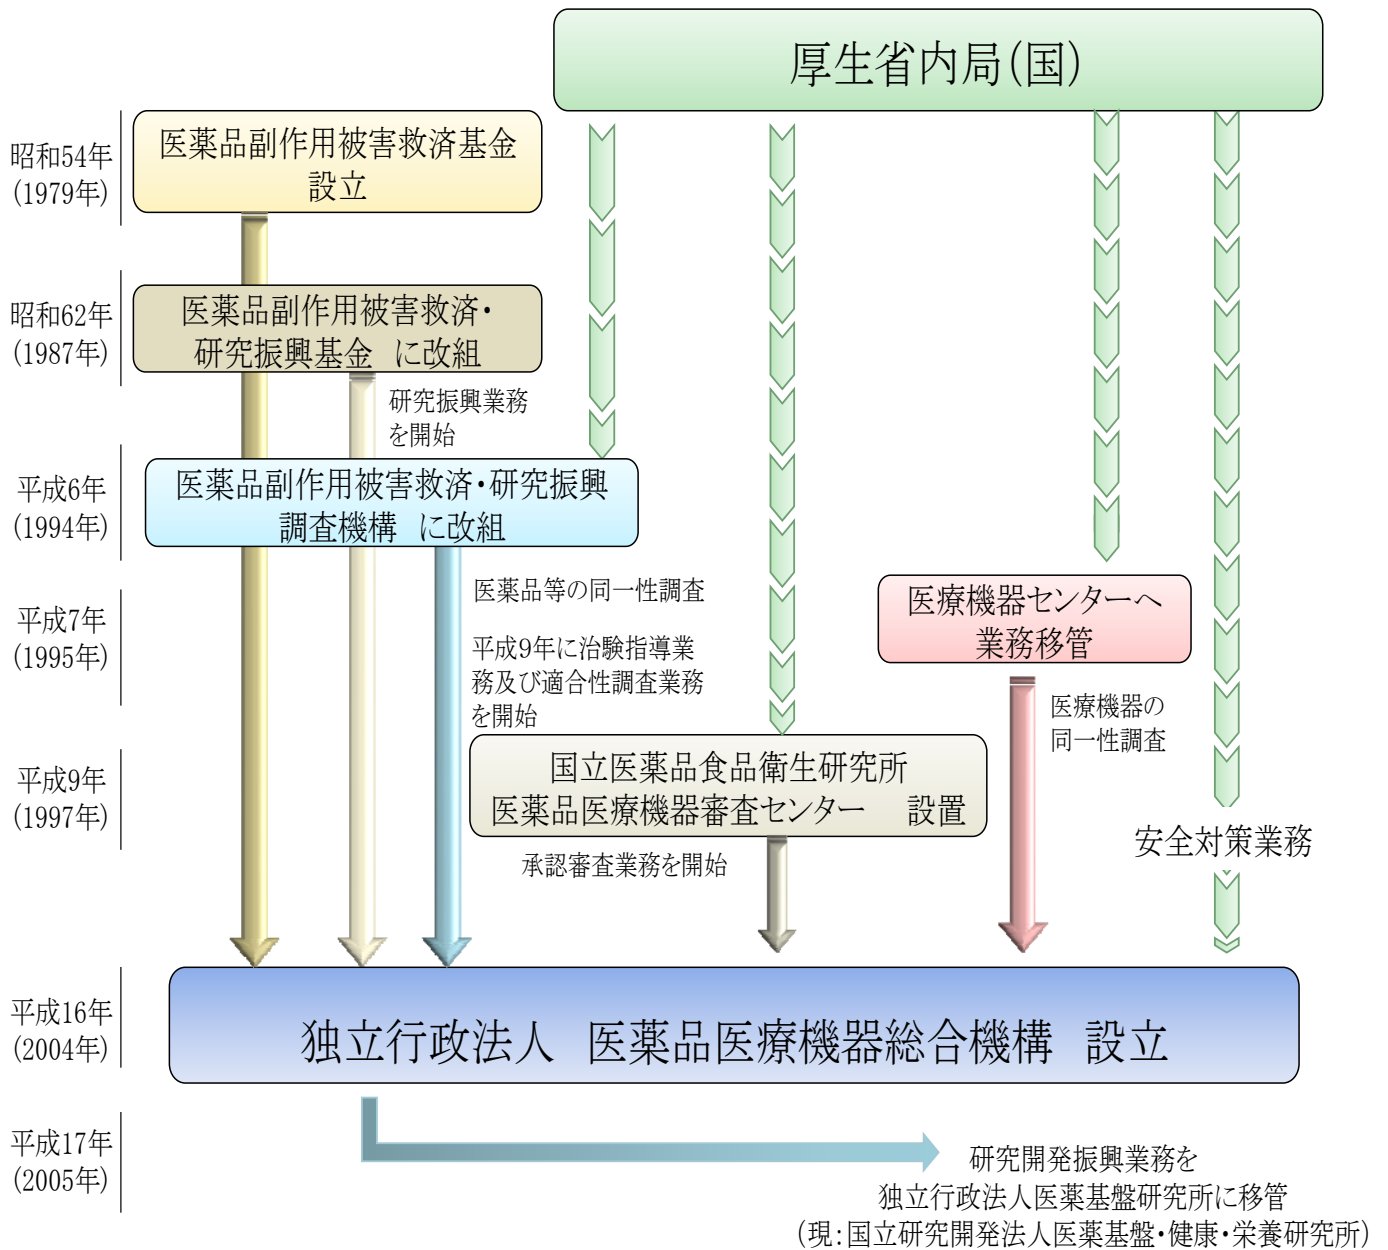 厚生省内局(国)
昭和54年
(1979年)
医薬品副作用被害救済基金
設立
昭和62年
(1987年)
医薬品副作用被害救済・
研究振興基金 に改組
研究振興業務
を開始
平成6年
(1994年)
医薬品副作用被害救済・研究振興
調査機構 に改組
医薬品等の同一性調査
平成9年に治験指導業
務及び適合性調査業務
を開始
平成7年
(1995年)
医療機器センターへ
業務移管
医療機器の
同一性調査
平成9年
(1997年)
国立医薬品食品衛生研究所
医薬品医療機器審査センター 設置
承認審査業務を開始
安全対策業務
平成16年
(2004年)
独立行政法人 医薬品医療機器総合機構 設立
平成17年
(2005年)
研究開発振興業務を
独立行政法人医薬基盤研究所に移管
(現:国立研究開発法人医薬基盤・健康・栄養研究所)